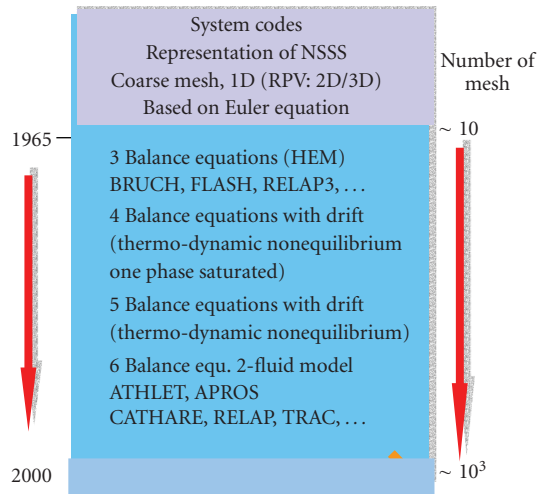 System codes
Representation of NSSS
Coarse mesh, 1D (RPV: 2D/3D)
Based on Euler equation
Number of
mesh
1965
~ 10
3 Balance equations (HEM)
BRUCH, FLASH, RELAP3, . . .
4 Balance equations with drift
(thermo-dynamic nonequilibrium
one phase saturated)
5 Balance equations with drift
(thermo-dynamic nonequilibrium)
6 Balance equ. 2-fluid model
ATHLET, APROS
CATHARE, RELAP, TRAC, . . .
2000
~ 10³